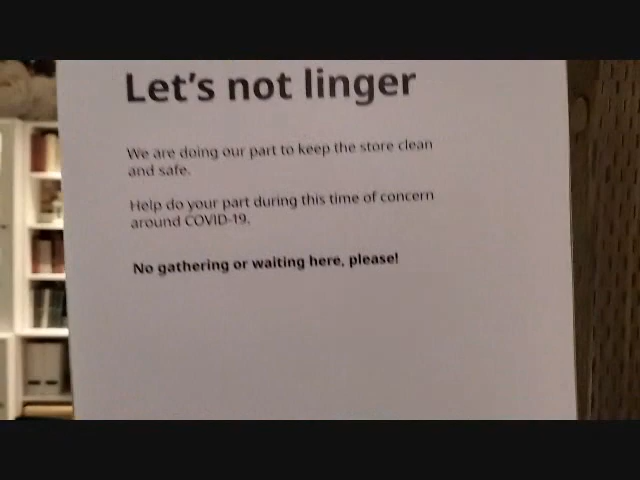 Let's not linger
We are doing our part to keep the store clean
and safe.
Help do your part during this time of concern
around COVID-19.
No gathering or waiting here, please!